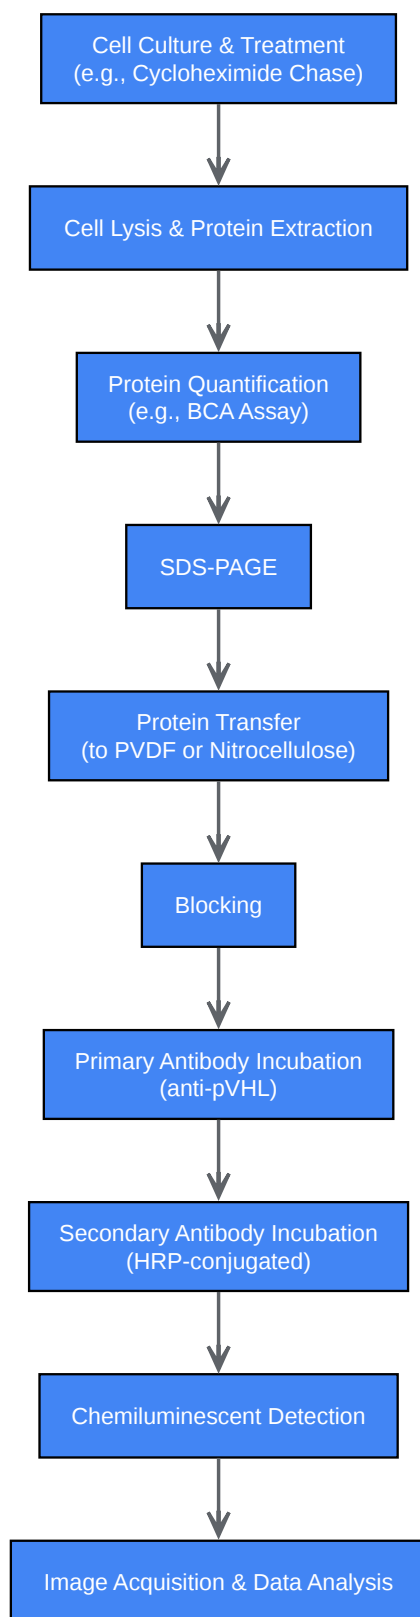 Cell Culture & Treatment
(e.g., Cycloheximide Chase)
Cell Lysis & Protein Extraction
Protein Quantification
(e.g., BCA Assay)
SDS-PAGE
Protein Transfer
(to PVDF or Nitrocellulose)
Blocking
Primary Antibody Incubation
(anti-pVHL)
Secondary Antibody Incubation
(HRP-conjugated)
Chemiluminescent Detection
Image Acquisition & Data Analysis